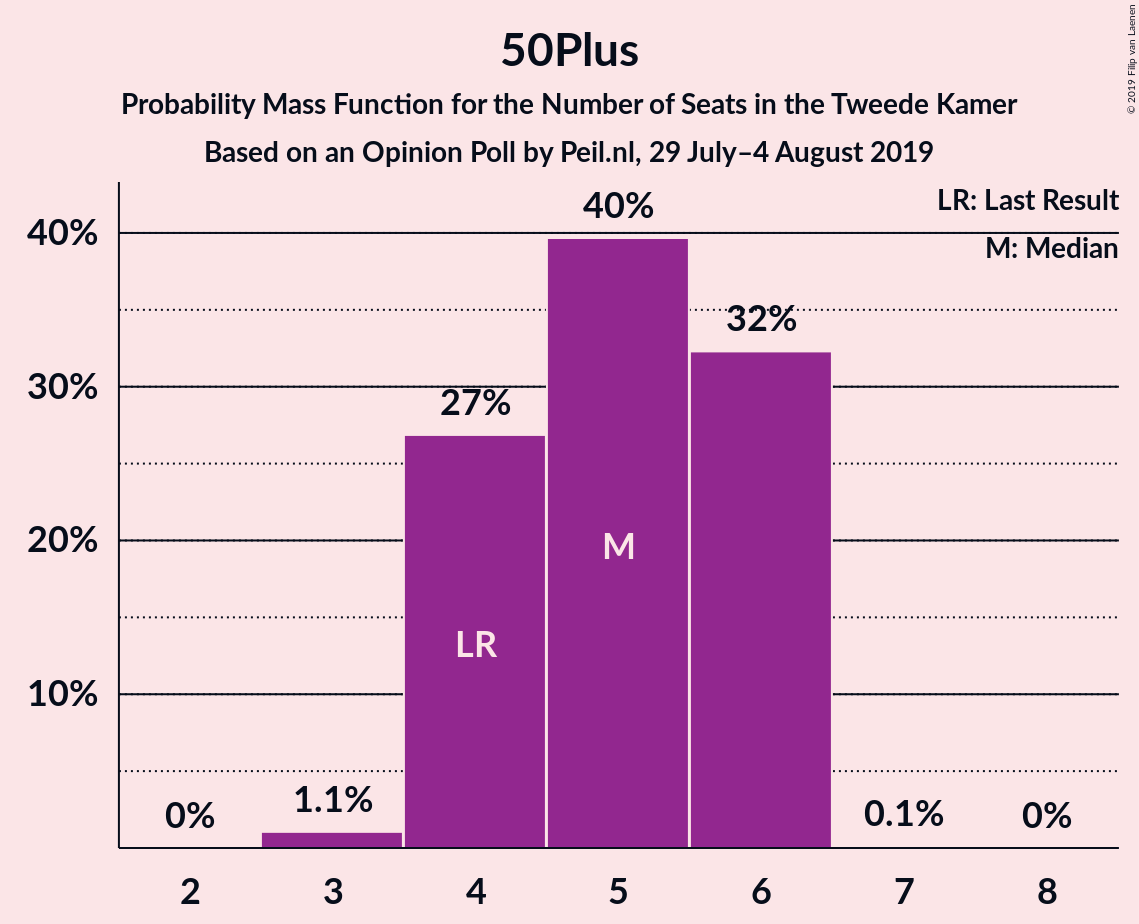 50Plus
Probability Mass Function for the Number of Seats in the Tweede Kamer
Based on an Opinion Poll by Peil.nl, 29 July–4 August 2019
© 2019 Filip van Laenen
LR: Last Result
M: Median
40%
30%
20%
10%
0%
1.1%
27%
40%
32%
0.1%
0%
LR
M
2 3 4 5 6 7 8